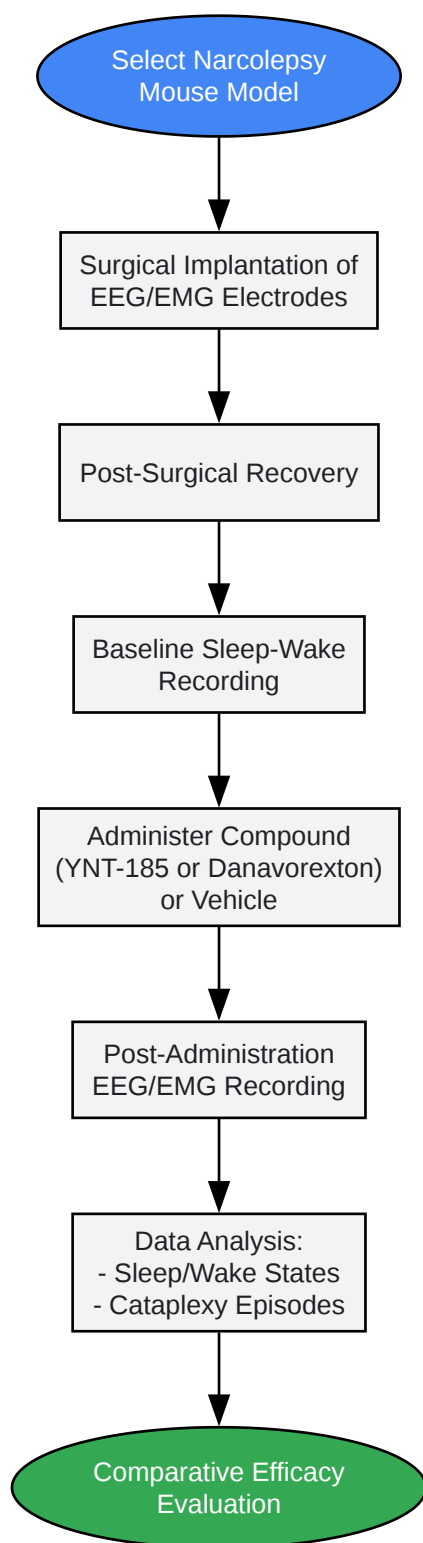 Select Narcolepsy
Mouse Model
Surgical Implantation of
EEG/EMG Electrodes
Post-Surgical Recovery
Baseline Sleep-Wake
Recording
Administer Compound
(YNT-185 or Danavorexton)
or Vehicle
Post-Administration
EEG/EMG Recording
Data Analysis:
- Sleep/Wake States
- Cataplexy Episodes
Comparative Efficacy
Evaluation